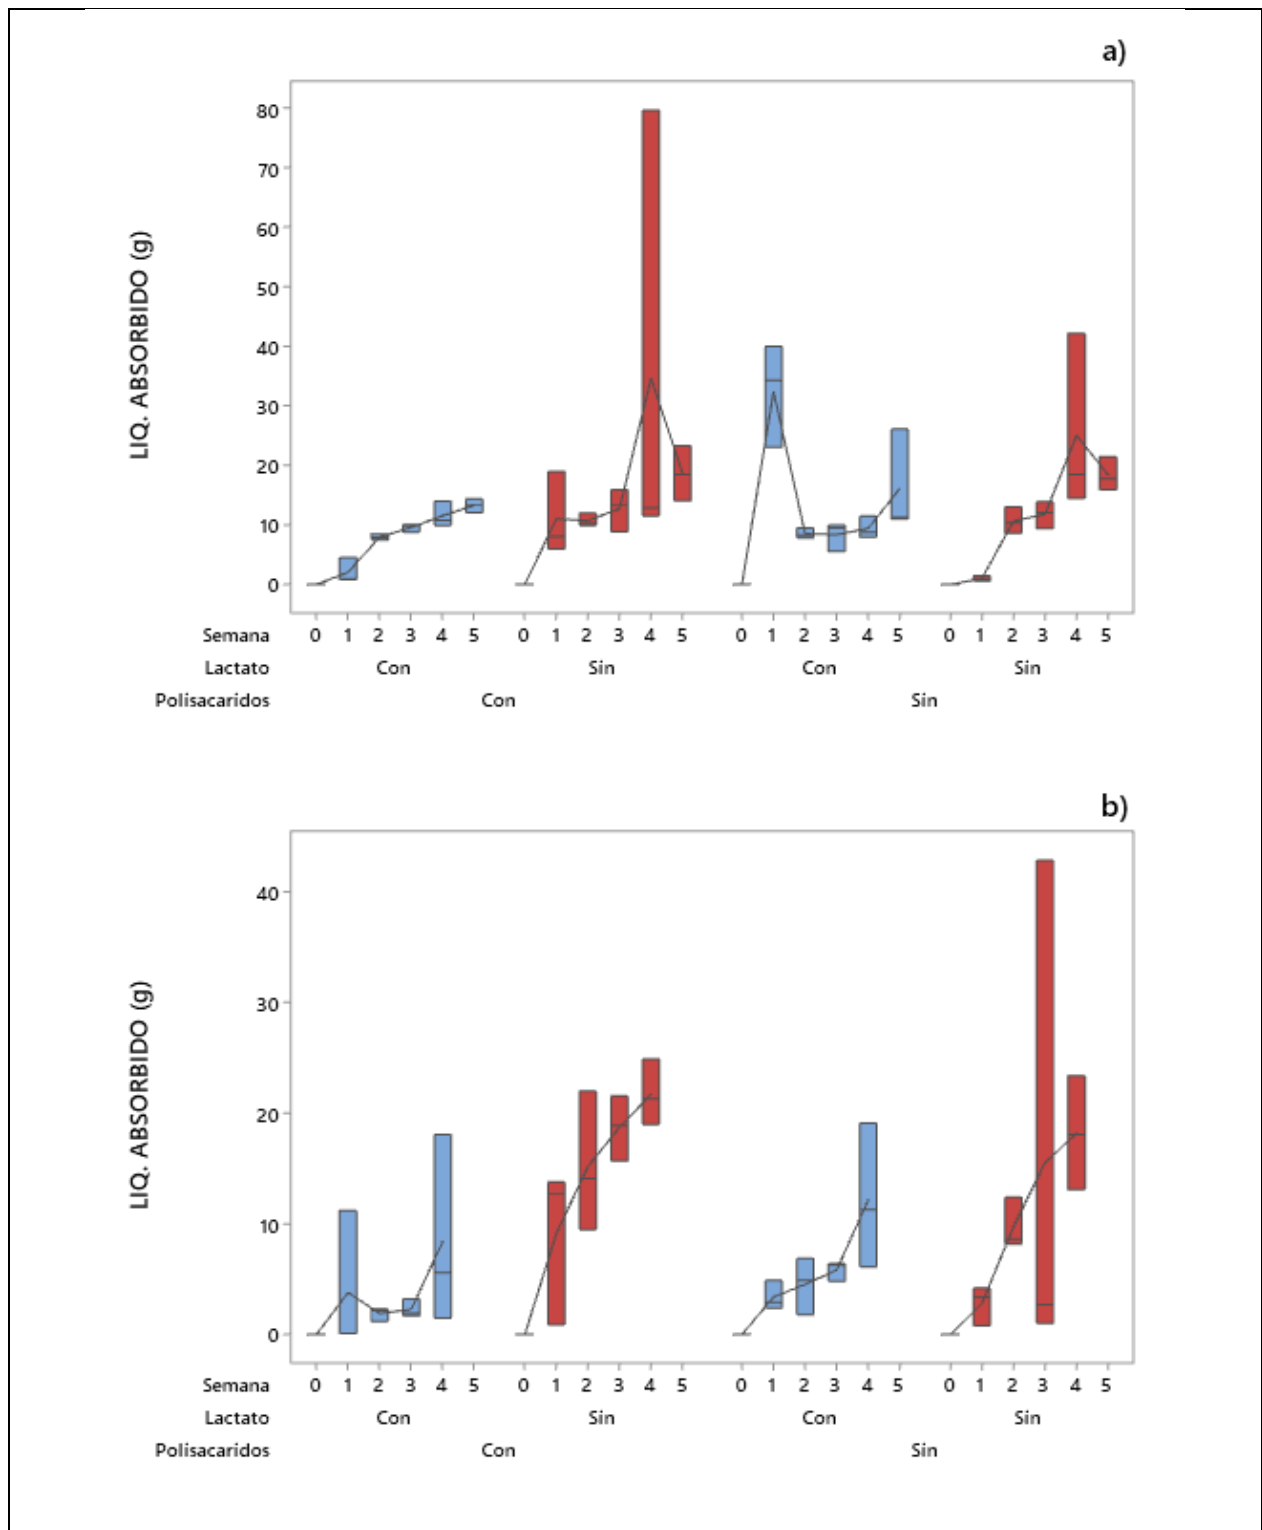 a)
80
70
60
50
40
30
20
10
0
LIQ. ABSORBIDO (g)
Semana 0 1 2 3 4 5 0 1 2 3 4 5 0 1 2 3 4 5 0 1 2 3 4 5
Lactato Con Sin Con Sin
Polisacaridos Con Sin
b)
40
30
20
10
0
LIQ. ABSORBIDO (g)
Semana 0 1 2 3 4 5 0 1 2 3 4 5 0 1 2 3 4 5 0 1 2 3 4 5
Lactato Con Sin Con Sin
Polisacaridos Con Sin